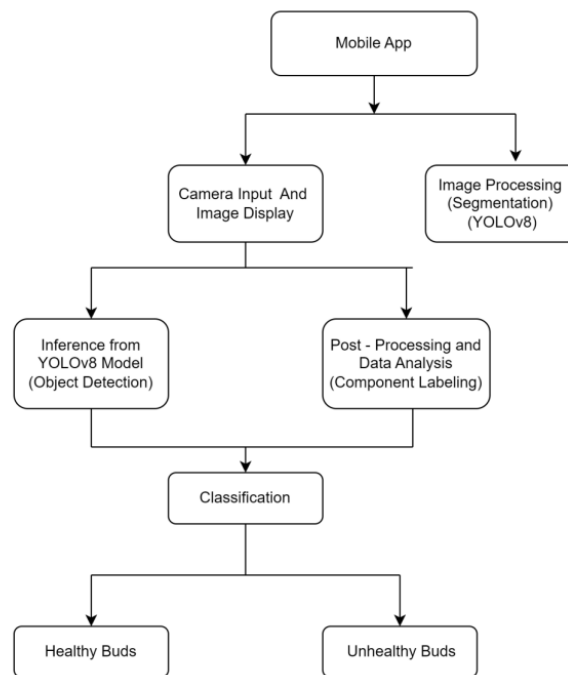 Mobile App
Camera Input And
Image Display
Image Processing
(Segmentation)
(YOLOv8)
Inference from
YOLOv8 Model
(Object Detection)
Post - Processing and
Data Analysis
(Component Labeling)
Classification
Healthy Buds
Unhealthy Buds